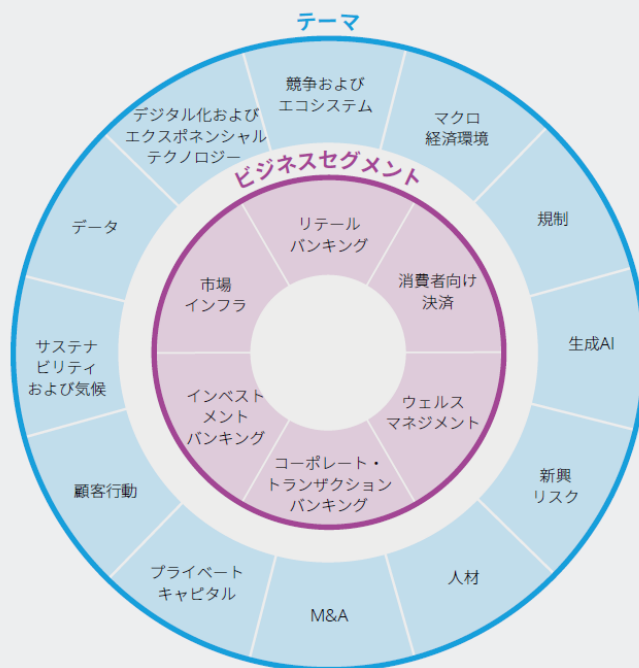 テーマ
競争および
エコシステム
マクロ
経済環境
規制
生成AI
新興
リスク
人材
M&A
プライベート
キャピタル
顧客行動
サステナ
ビリティ
および気候
データ
デジタル化および
エクスポネンシャル
テクノロジー
ビジネスセグメント
リテール
バンキング
消費者向け
決済
ウェルス
マネジメント
コーポレート・
トランザクション
バンキング
インベスト
メント
バンキング
市場
インフラ